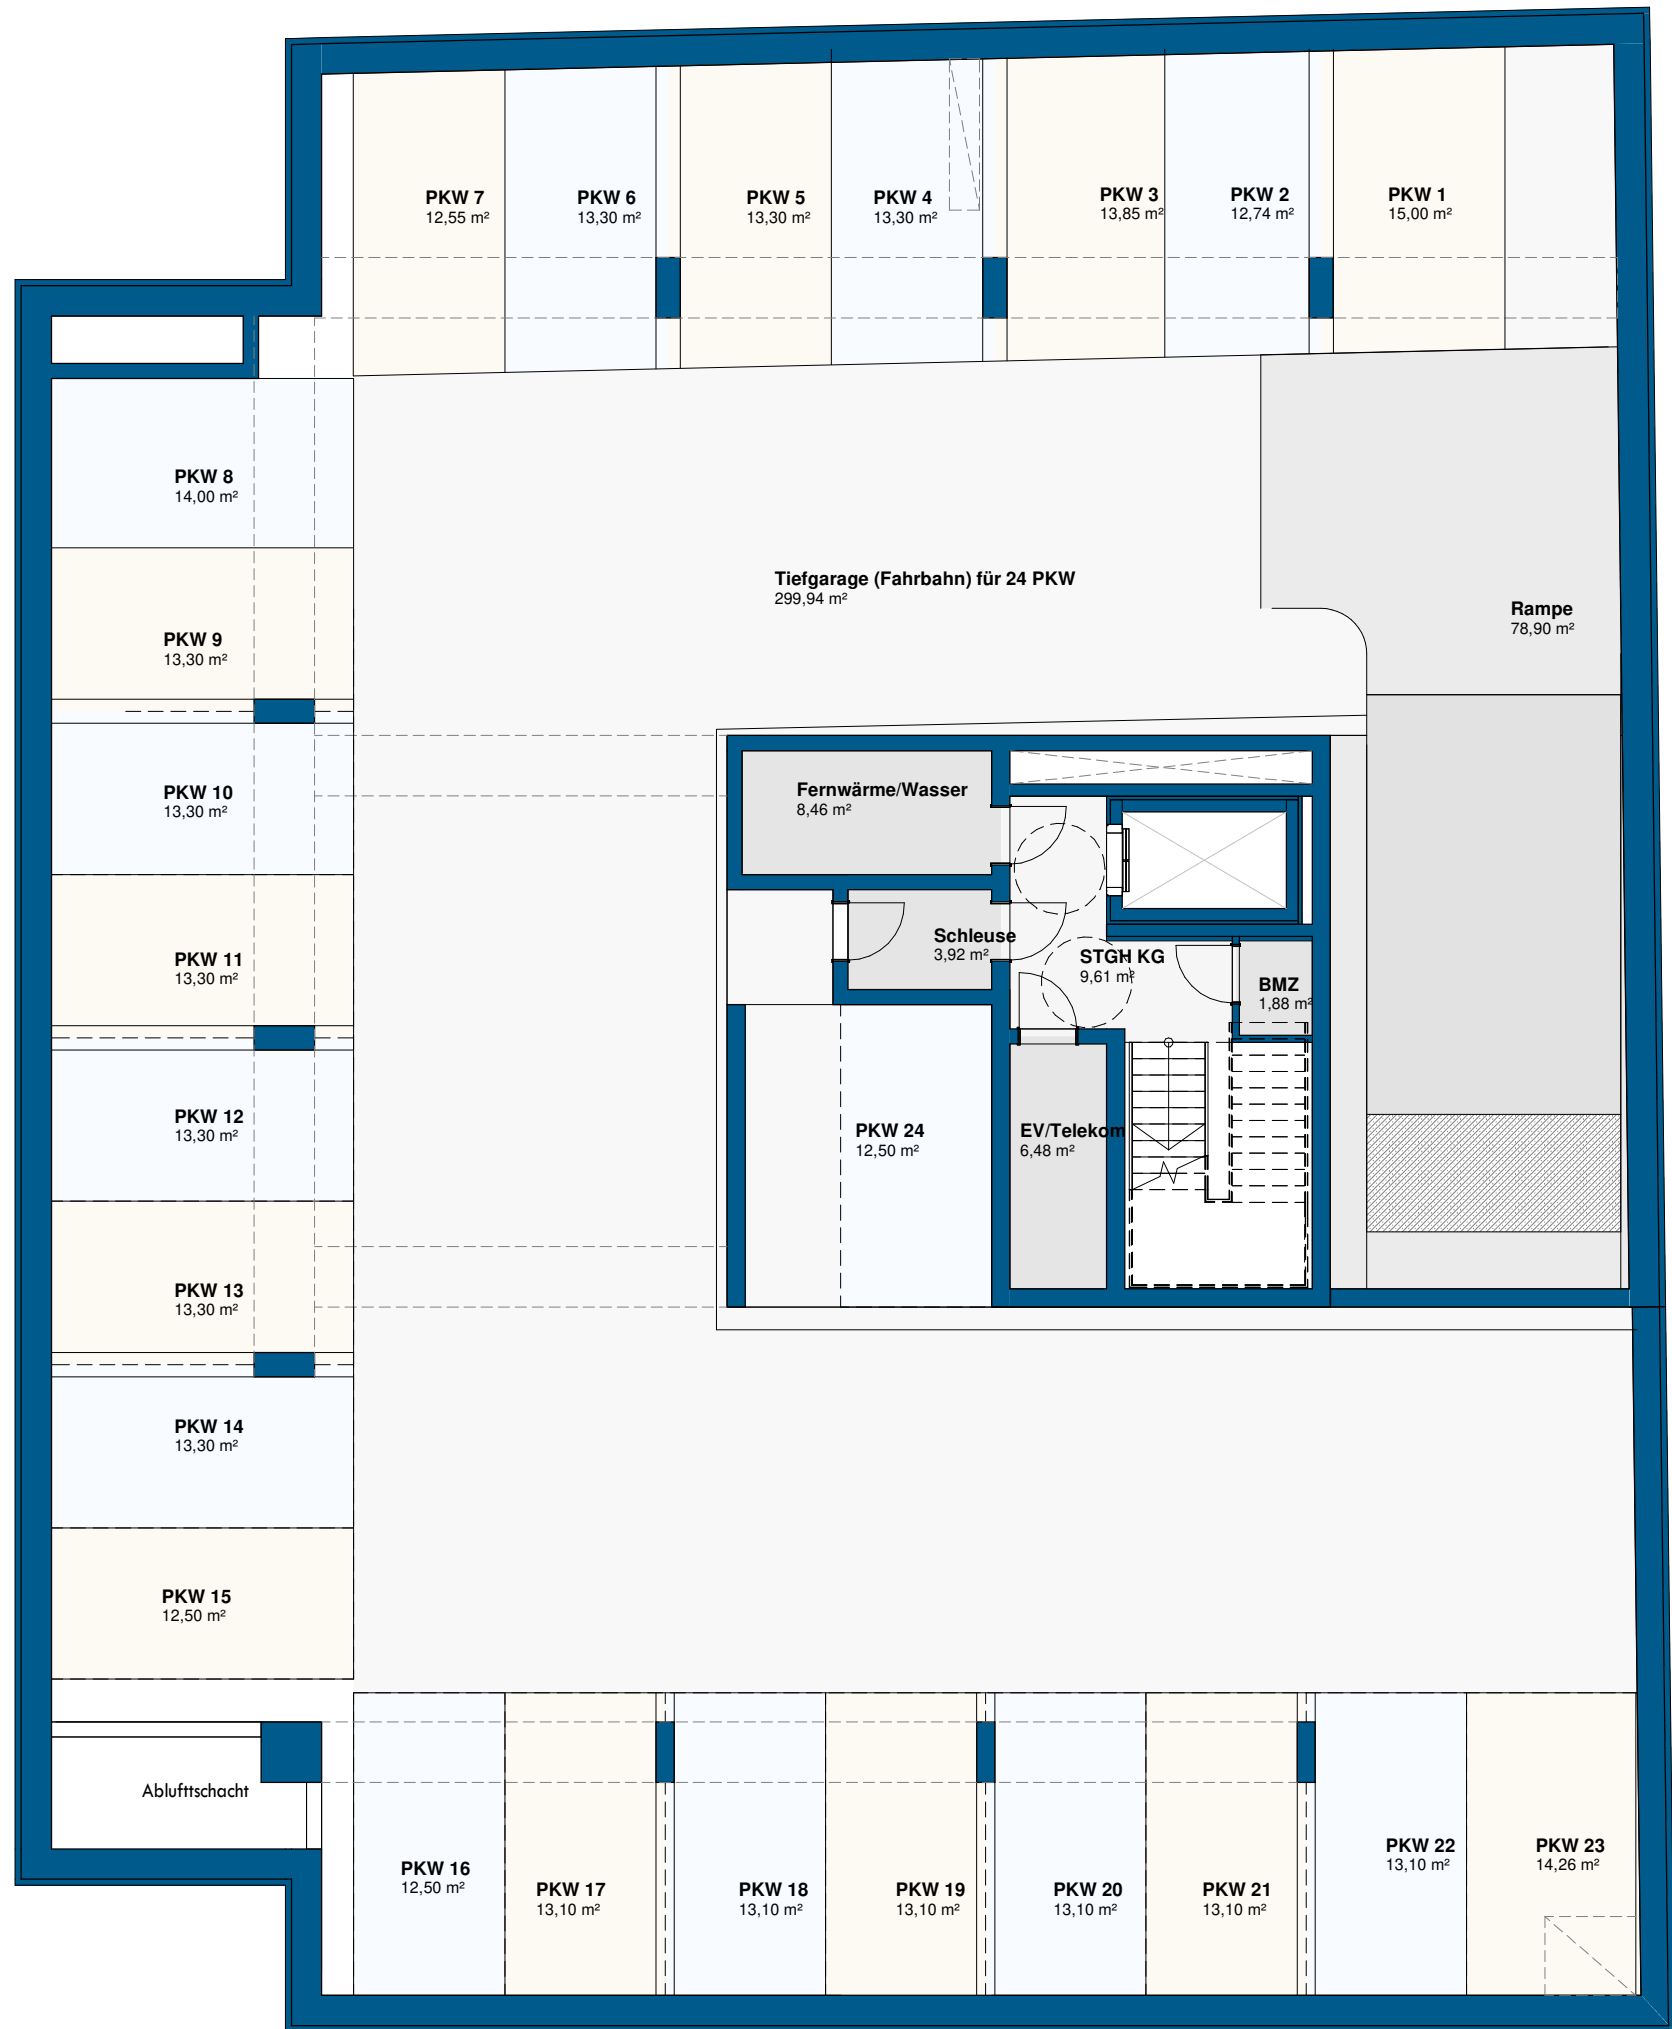 PKW 7
12,55 m²
PKW 6
13,30 m²
PKW 5
13,30 m²
PKW 4
13,30 m²
PKW 3
13,85 m²
PKW 2
12,74 m²
PKW 1
15,00 m²
PKW 8
14,00 m²
Tiefgarage (Fahrbahn) für 24 PKW
299,94 m²
Rampe
78,90 m²
PKW 9
13,30 m²
PKW 10
13,30 m²
Fernwärme/Wasser
8,46 m²
PKW 11
13,30 m²
Schleuse
3,92 m²
STGH KG
9,61 m²
BMZ
1,88 m²
PKW 12
13,30 m²
PKW 24
12,50 m²
EV/Telekom
6,48 m²
PKW 13
13,30 m²
PKW 14
13,30 m²
PKW 15
12,50 m²
Ablufttschacht
PKW 16
12,50 m²
PKW 17
13,10 m²
PKW 18
13,10 m²
PKW 19
13,10 m²
PKW 20
13,10 m²
PKW 21
13,10 m²
PKW 22
13,10 m²
PKW 23
14,26 m²